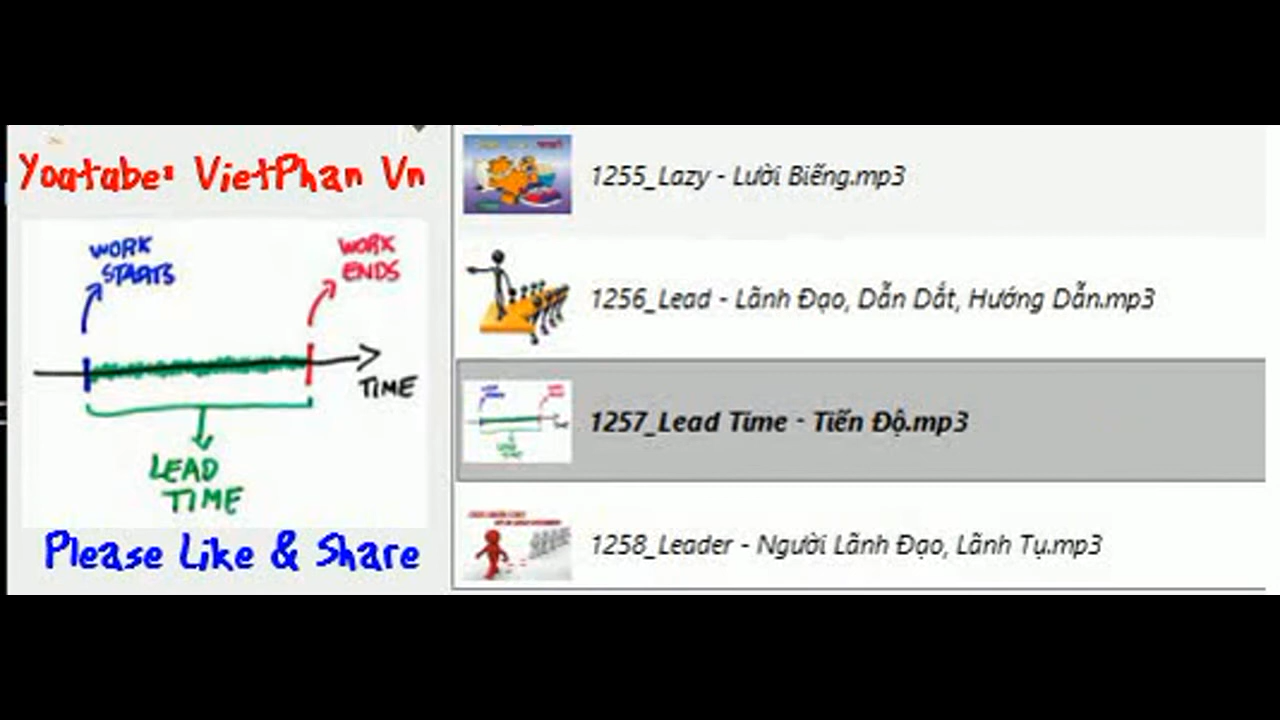 Youtube: VietPhan Vn
WORK
STARTS
WORK
ENDS
TIME
LEAD
TIME
Please Like & Share
1255_Lazy - Lười Biếng.mp3
1256_Lead - Lãnh Đạo, Dẫn Dắt, Hướng Dẫn.mp3
1257_Lead Time - Tiến Độ.mp3
1258_Leader - Người Lãnh Đạo, Lãnh Tụ.mp3